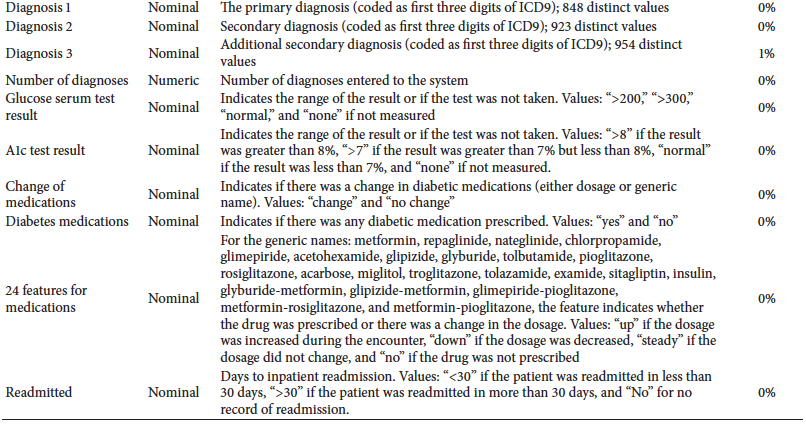 Diagnosis 1 Nominal The primary diagnosis (coded as first three digits of ICD9); 848 distinct values 0%
Diagnosis 2 Nominal Secondary diagnosis (coded as first three digits of ICD9); 923 distinct values 0%
Diagnosis 3 Nominal Additional secondary diagnosis (coded as first three digits of ICD9); 954 distinct
values 1%
Number of diagnoses Numeric Number of diagnoses entered to the system 0%
Glucose serum test
result Nominal Indicates the range of the result or if the test was not taken. Values: “>200,” “>300,”
“normal,” and “none” if not measured 0%
A1c test result Nominal Indicates the range of the result or if the test was not taken. Values: “>8” if the result
was greater than 8%, “>7” if the result was greater than 7% but less than 8%, “normal”
if the result was less than 7%, and “none” if not measured. 0%
Change of
medications Nominal Indicates if there was a change in diabetic medications (either dosage or generic
name). Values: “change” and “no change” 0%
Diabetes medications Nominal Indicates if there was any diabetic medication prescribed. Values: “yes” and “no” 0%
24 features for
medications Nominal For the generic names: metformin, repaglinide, nateglinide, chlorpropamide,
glimepiride, acetohexamide, glipizide, glyburide, tolbutamide, pioglitazone,
rosiglitazone, acarbose, miglitol, troglitazone, tolazamide, examide, sitagliptin, insulin,
glyburide-metformin, glipizide-metformin, glimepiride-pioglitazone,
metformin-rosiglitazone, and metformin-pioglitazone, the feature indicates whether
the drug was prescribed or there was a change in the dosage. Values: “up” if the dosage
was increased during the encounter, “down” if the dosage was decreased, “steady” if the
dosage did not change, and “no” if the drug was not prescribed 0%
Readmitted Nominal Days to inpatient readmission. Values: “<30” if the patient was readmitted in less than
30 days, “>30” if the patient was readmitted in more than 30 days, and “No” for no
record of readmission. 0%